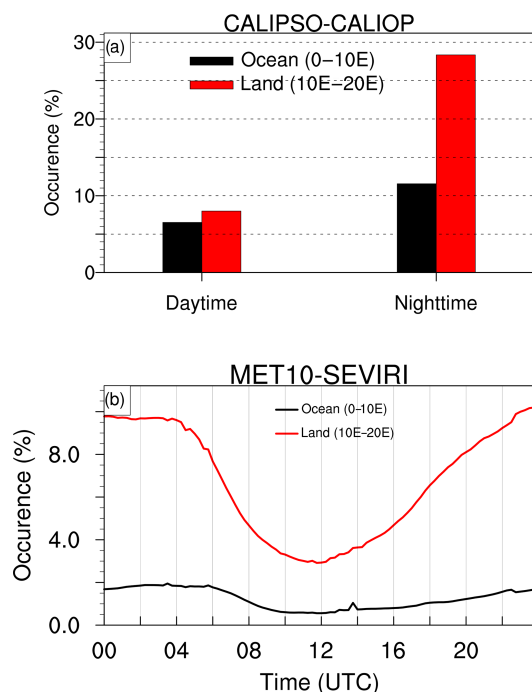 CALIPSO-CALIOP
(a)
30
Ocean (0–10E)
Land (10E–20E)
20
Occurence (%)
10
0
Daytime Nighttime
MET10-SEVIRI
(b)
Ocean (0–10E)
Land (10E–20E)
8.0
Occurence (%)
4.0
0.0
00 04 08 12 16 20
Time (UTC)